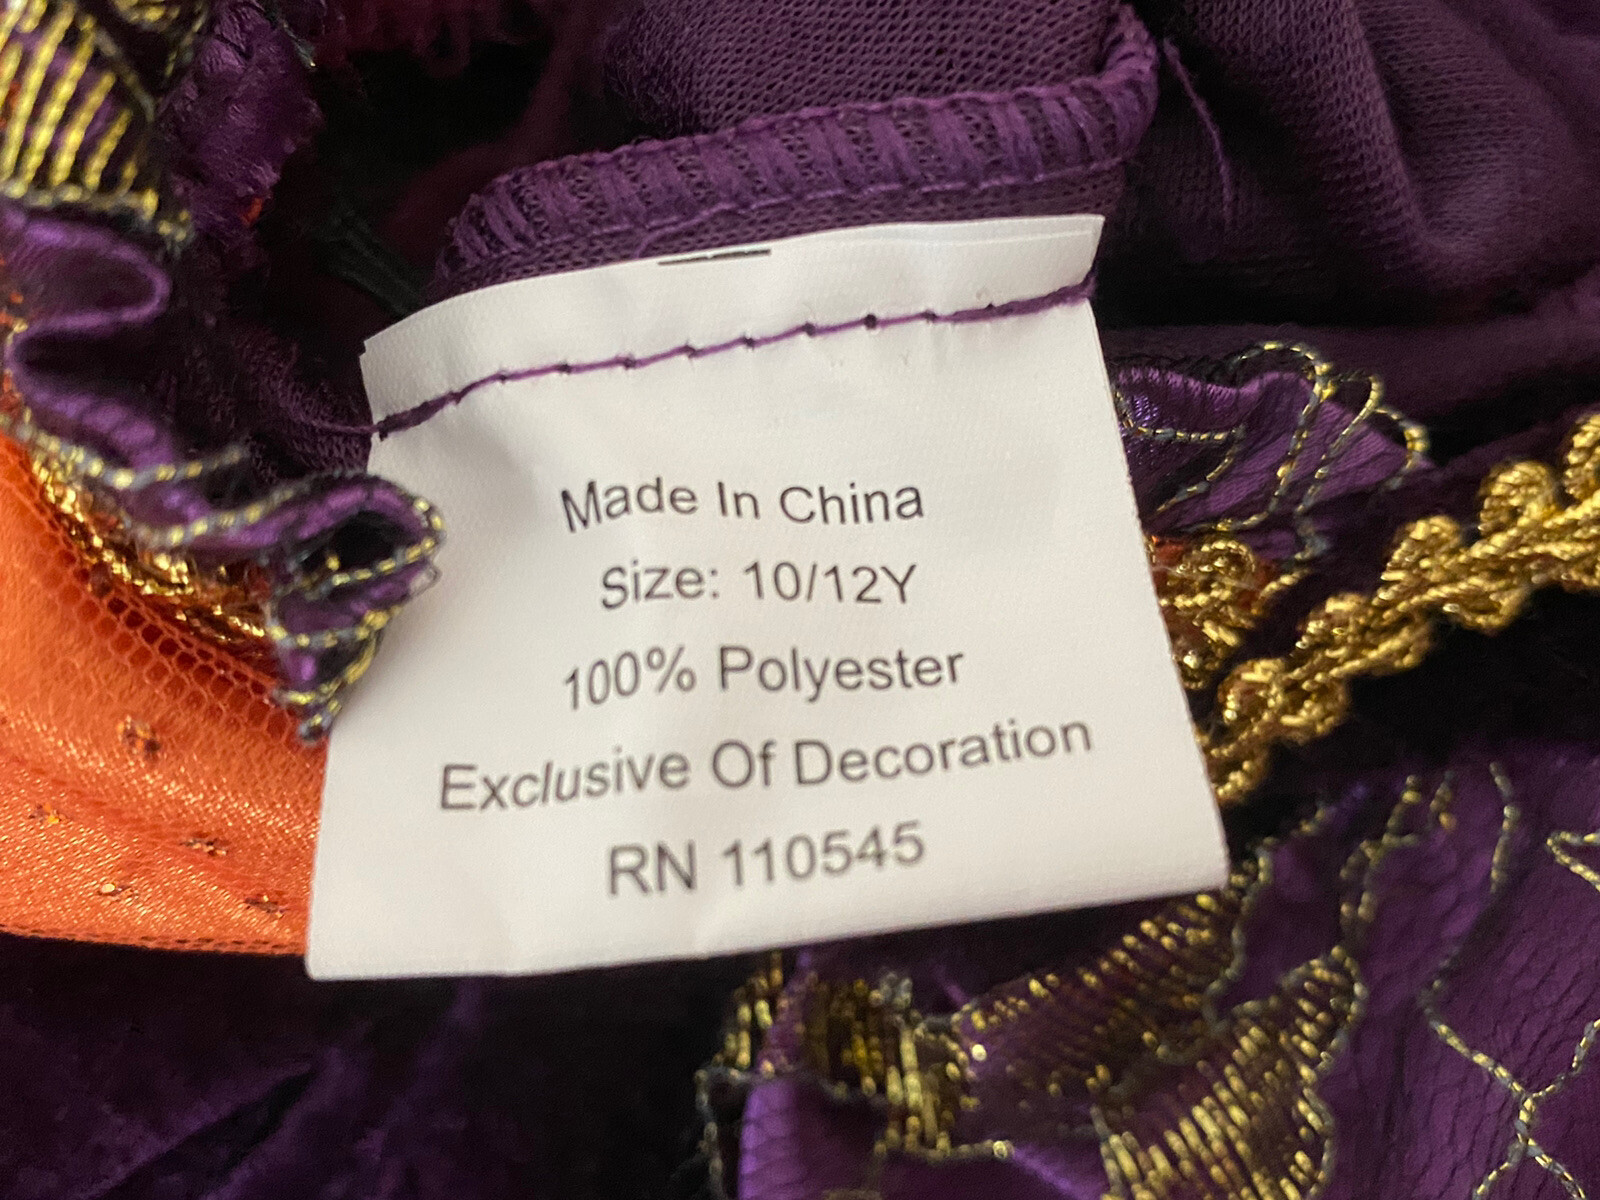 Made In China
Size: 10/12Y
100% Polyester
Exclusive Of Decoration
RN 110545